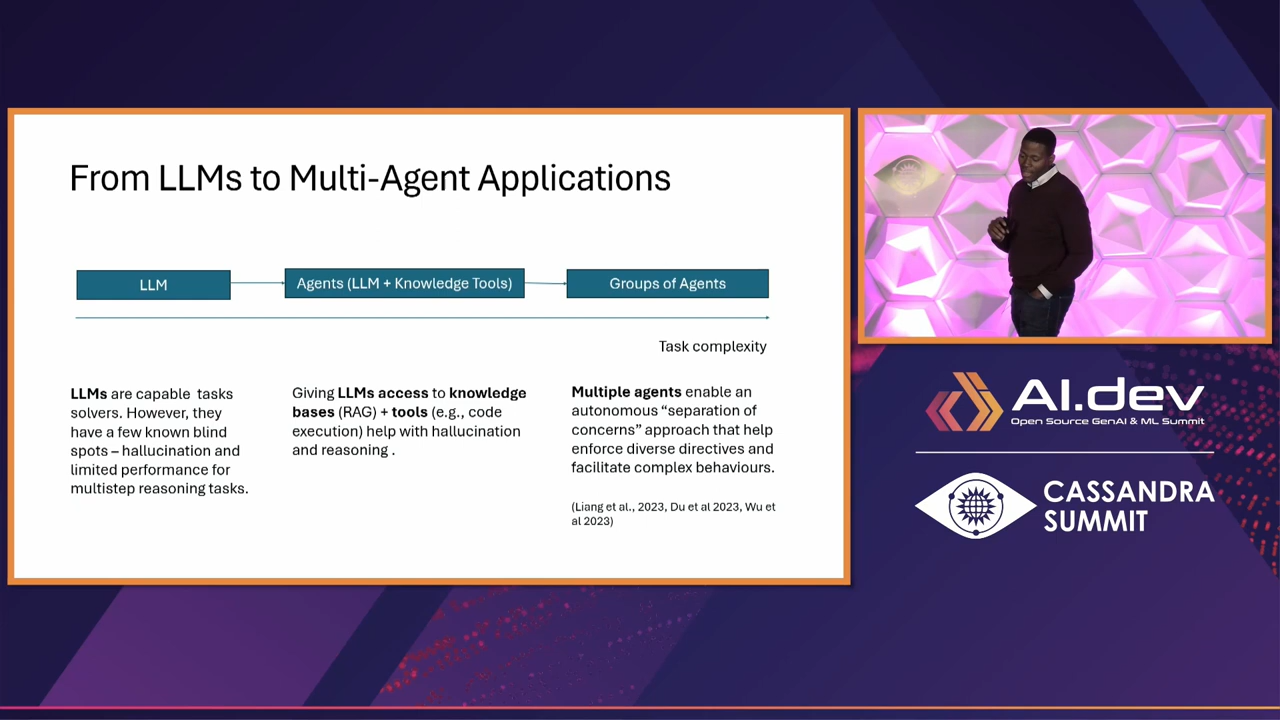 From LLMs to Multi-Agent Applications
LLM
Agents (LLM + Knowledge Tools)
Groups of Agents
Task complexity
LLMs are capable tasks
solvers. However, they
have a few known blind
spots – hallucination and
limited performance for
multistep reasoning tasks.
Giving LLMs access to knowledge
bases (RAG) + tools (e.g., code
execution) help with hallucination
and reasoning .
Multiple agents enable an
autonomous “separation of
concerns” approach that help
enforce diverse directives and
facilitate complex behaviours.
(Liang et al., 2023, Du et al 2023, Wu et
al 2023)
AI.dev
Open Source GenAI & ML Summit
CASSANDRA
SUMMIT